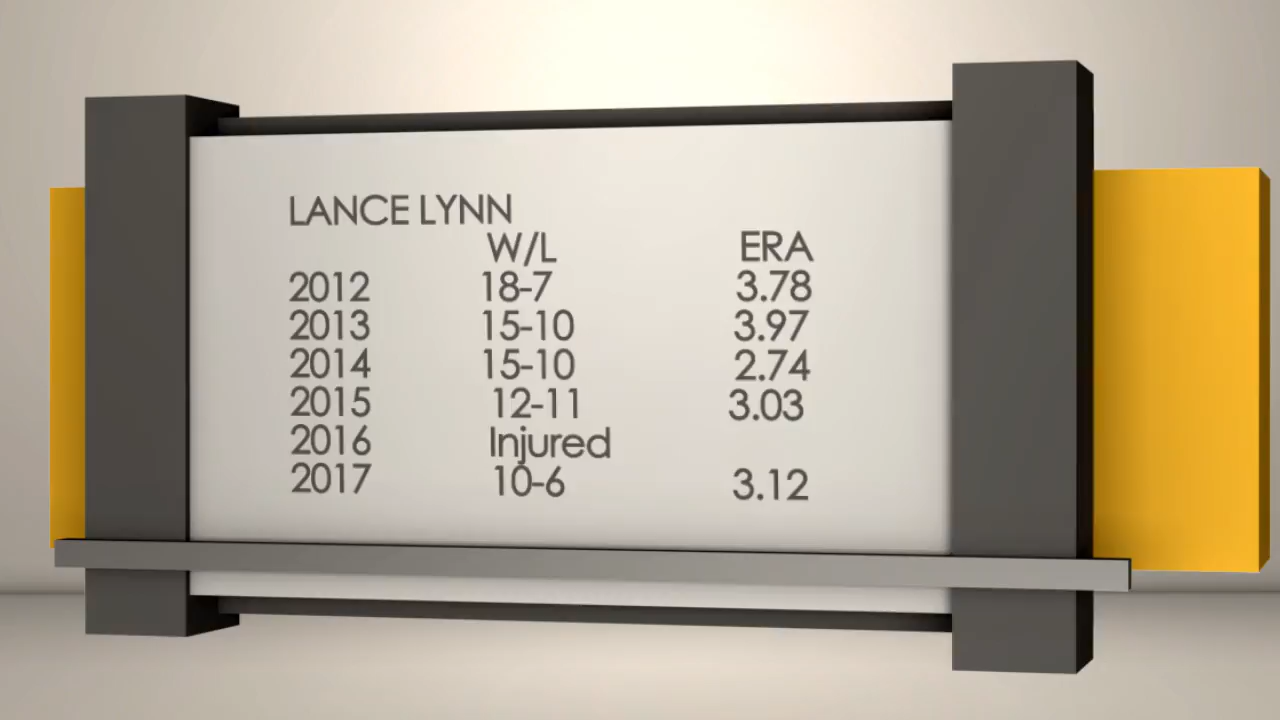 LANCE LYNN
W/L ERA
2012 18-7 3.78
2013 15-10 3.97
2014 15-10 2.74
2015 12-11 3.03
2016 Injured
2017 10-6 3.12